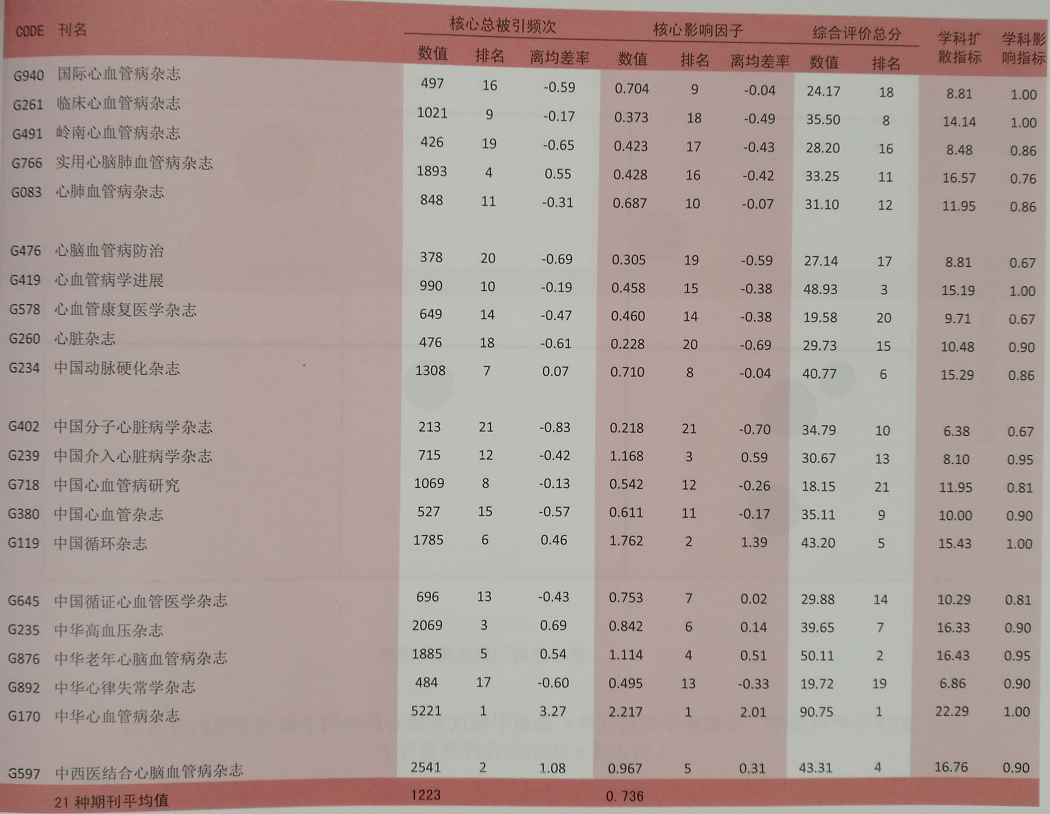 CODE 刊名 核心总被引频次 核心影响因子 综合评价总分 学科扩散指标 学科影响指标
数值 排名 离均差率 数值 排名 离均差率 数值 排名
G940 国际心血管病杂志 497 16 -0.59 0.704 9 -0.04 24.17 18 8.81 1.00
G261 临床心血管病杂志 1021 9 -0.17 0.373 18 -0.49 35.50 8 14.14 1.00
G491 岭南心血管病杂志 426 19 -0.65 0.423 17 -0.43 28.20 16 8.48 0.86
G766 实用心脑肺血管病杂志 1893 4 0.55 0.428 16 -0.42 33.25 11 16.57 0.76
G083 心肺血管病杂志 848 11 -0.31 0.687 10 -0.07 31.10 12 11.95 0.86
G476 心脑血管病防治 378 20 -0.69 0.305 19 -0.59 27.14 17 8.81 0.67
G419 心血管病学进展 990 10 -0.19 0.458 15 -0.38 48.93 3 15.19 1.00
G578 心血管康复医学杂志 649 14 -0.47 0.460 14 -0.38 19.58 20 9.71 0.67
G260 心脏杂志 476 18 -0.61 0.228 20 -0.69 29.73 15 10.48 0.90
G234 中国动脉硬化杂志 1308 7 0.07 0.710 8 -0.04 40.77 6 15.29 0.86
G402 中国分子心脏病学杂志 213 21 -0.83 0.218 21 -0.70 34.79 10 6.38 0.67
G239 中国介入心脏病学杂志 715 12 -0.42 1.168 3 0.59 30.67 13 8.10 0.95
G718 中国心血管病研究 1069 8 -0.13 0.542 12 -0.26 18.15 21 11.95 0.81
G380 中国心血管杂志 527 15 -0.57 0.611 11 -0.17 35.11 9 10.00 0.90
G119 中国循环杂志 1785 6 0.46 1.762 2 1.39 43.20 5 15.43 1.00
G645 中国循证心血管医学杂志 696 13 -0.43 0.753 7 0.02 29.88 14 10.29 0.81
G235 中华高血压杂志 2069 3 0.69 0.842 6 0.14 39.65 7 16.33 0.90
G876 中华老年心脑血管病杂志 1885 5 0.54 1.114 4 0.51 50.11 2 16.43 0.95
G892 中华心律失常学杂志 484 17 -0.60 0.495 13 -0.33 19.72 19 6.86 0.90
G170 中华心血管病杂志 5221 1 3.27 2.217 1 2.01 90.75 1 22.29 1.00
G597 中西医结合心脑血管病杂志 2541 2 1.08 0.967 5 0.31 43.31 4 16.76 0.90
21 种期刊平均值 1223 0.736